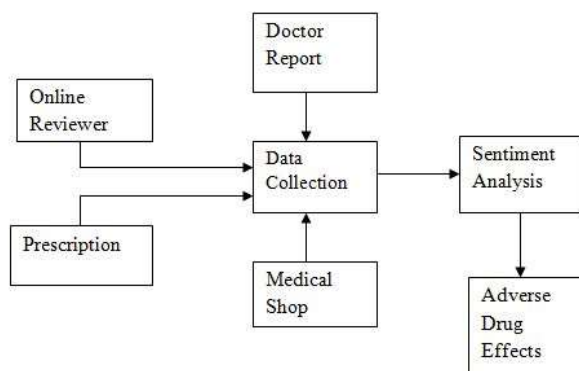 Doctor
Report
Online
Reviewer
Data
Collection
Sentiment
Analysis
Prescription
Medical
Shop
Adverse
Drug
Effects